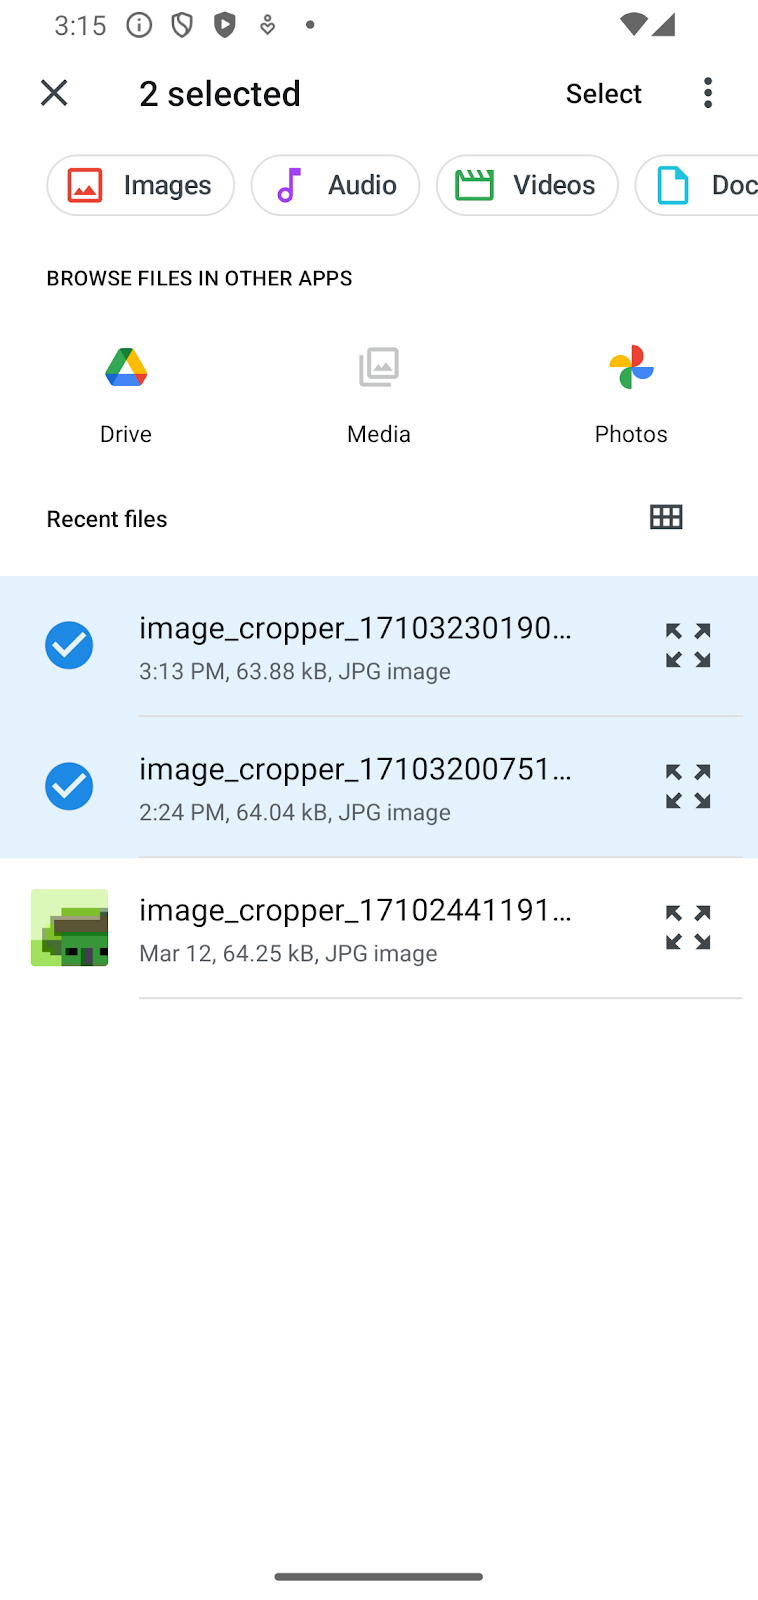 3:15
2 selected
Select
Images
Audio
Videos
Doc
BROWSE FILES IN OTHER APPS
Drive
Media
Photos
Recent files
image_cropper_17103230190...
3:13 PM, 63.88 kB, JPG image
image_cropper_17103200751...
2:24 PM, 64.04 kB, JPG image
image_cropper_17102441191...
Mar 12, 64.25 kB, JPG image